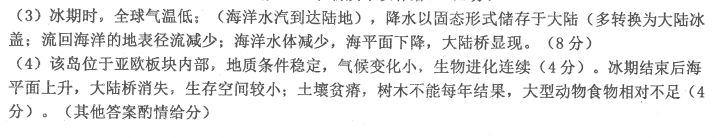 （3）冰期时，全球气温低；（海洋水汽到达陆地），降水以固态形式储存于大陆（多转换为大陆冰
盖；流回海洋的地表径流减少；海洋水体减少，海平面下降，大陆桥显现。（8 分）
（4）该岛位于亚欧板块内部，地质条件稳定，气候变化小，生物进化连续（4 分）。冰期结束后海
平面上升，大陆桥消失，生存空间较小；土壤贫瘠，树木不能每年结果，大型动物食物相对不足（4
分）。（其他答案酌情给分）